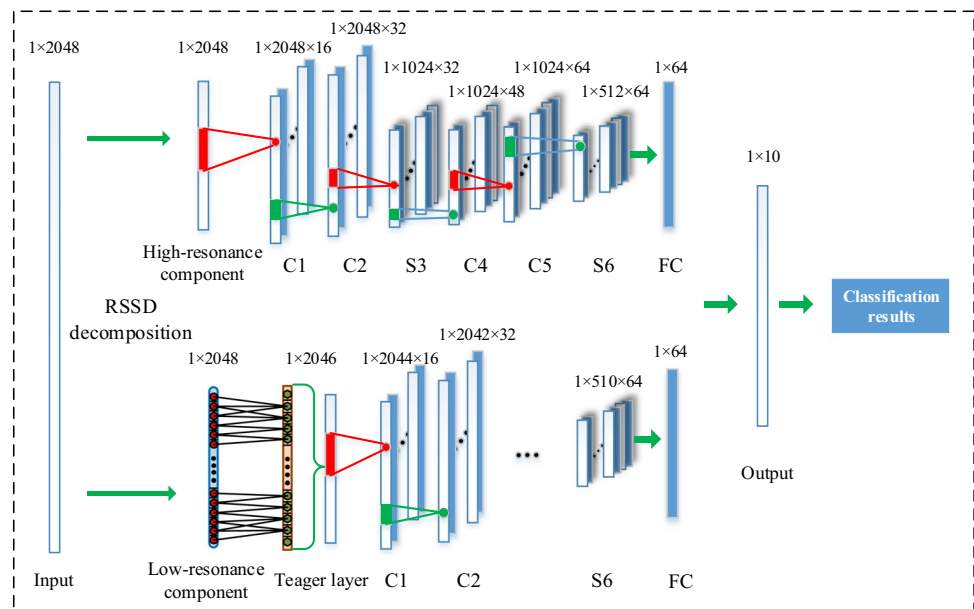 1×2048
1×2048
1×2048×16
1×2048×32
1×1024×32
1×1024×48
1×1024×64
1×512×64
1×64
High-resonance
component
C1
C2
S3
C4
C5
S6
FC
1×10
RSSD
decomposition
Classification
results
1×2048
1×2046
1×2044×16
1×2042×32
1×510×64
1×64
Output
Input
Low-resonance
component
Teager layer
C1
C2
S6
FC